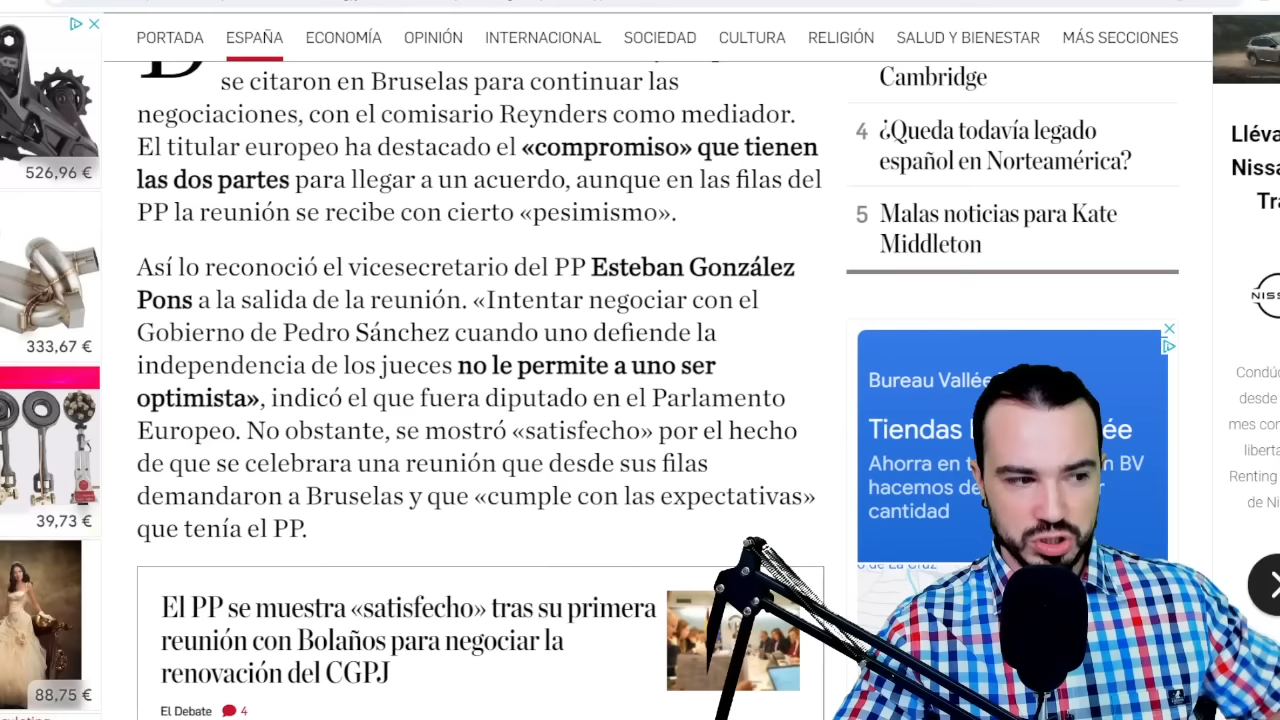 PORTADA ESPAÑA ECONOMÍA OPINIÓN INTERNACIONAL SOCIEDAD CULTURA RELIGIÓN SALUD Y BIENESTAR MÁS SECCIONES
se citaron en Bruselas para continuar las
negociaciones, con el comisario Reynders como mediador.
El titular europeo ha destacado el «compromiso» que tienen
las dos partes para llegar a un acuerdo, aunque en las filas del
PP la reunión se recibe con cierto «pesimismo».
Así lo reconoció el vicesecretario del PP Esteban González
Pons a la salida de la reunión. «Intentar negociar con el
Gobierno de Pedro Sánchez cuando uno defiende la
independencia de los jueces no le permite a uno ser
optimista», indicó el que fuera diputado en el Parlamento
Europeo. No obstante, se mostró «satisfecho» por el hecho
de que se celebrara una reunión que desde sus filas
demandaron a Bruselas y que «cumple con las expectativas»
que tenía el PP.
El PP se muestra «satisfecho» tras su primera
reunión con Bolaños para negociar la
renovación del CGPJ
El Debate 4
Cambridge
4 ¿Queda todavía legado
español en Norteamérica?
5 Malas noticias para Kate
Middleton
Bureau Vallée
Tiendas
Ahorra en BV
hacemos
cantidad
526,96 €
333,67 €
39,73 €
88,75 €
Lléva
Nissa
Tra
NISS
Condúc
desde
mes con
liberta
Renting
de Ni